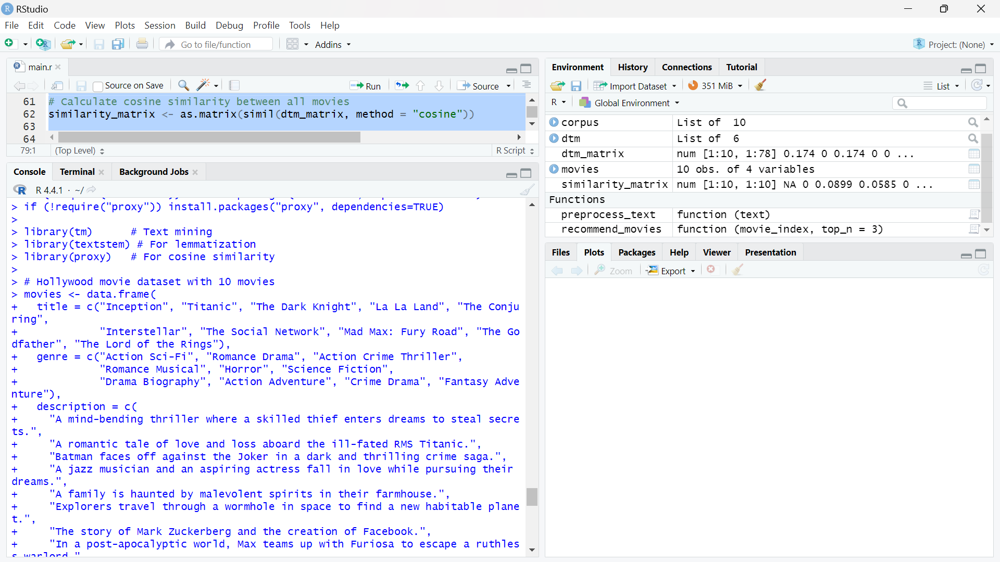 RStudio
File Edit Code View Plots Session Build Debug Profile Tools Help
Go to file/function Addins Project: (None)
main.r
Source on Save Run Source
61 # Calculate cosine similarity between all movies
62 similarity_matrix <- as.matrix(simil(dtm_matrix, method = "cosine"))
63
64
79:1 (Top Level) R Script
Console Terminal Background Jobs
R 4.4.1 · ~/
> if (!require("proxy")) install.packages("proxy", dependencies=TRUE)
>
> library(tm) # Text mining
> library(textstem) # For lemmatization
> library(proxy) # For cosine similarity
>
> # Hollywood movie dataset with 10 movies
> movies <- data.frame(
+ title = c("Inception", "Titanic", "The Dark Knight", "La La Land", "The Conju
ring",
+ "Interstellar", "The Social Network", "Mad Max: Fury Road", "The Go
dfather", "The Lord of the Rings"),
+ genre = c("Action Sci-Fi", "Romance Drama", "Action Crime Thriller",
+ "Romance Musical", "Horror", "Science Fiction",
+ "Drama Biography", "Action Adventure", "Crime Drama", "Fantasy Adve
nture"),
+ description = c(
+ "A mind-bending thriller where a skilled thief enters dreams to steal secre
ts.",
+ "A romantic tale of love and loss aboard the ill-fated RMS Titanic.",
+ "Batman faces off against the Joker in a dark and thrilling crime saga.",
+ "A jazz musician and an aspiring actress fall in love while pursuing their
dreams.",
+ "A family is haunted by malevolent spirits in their farmhouse.",
+ "Explorers travel through a wormhole in space to find a new habitable plane
t.",
+ "The story of Mark Zuckerberg and the creation of Facebook.",
+ "In a post-apocalyptic world, Max teams up with Furiosa to escape a ruthles
s warlord."
Environment History Connections Tutorial
Import Dataset 351 MiB List
R Global Environment
corpus List of 10
dtm List of 6
dtm_matrix num [1:10, 1:78] 0.174 0 0.174 0 0 ...
movies 10 obs. of 4 variables
similarity_matrix num [1:10, 1:10] NA 0 0.0899 0.0585 0 ...
Functions
preprocess_text function (text)
recommend_movies function (movie_index, top_n = 3)
Files Plots Packages Help Viewer Presentation
Zoom Export